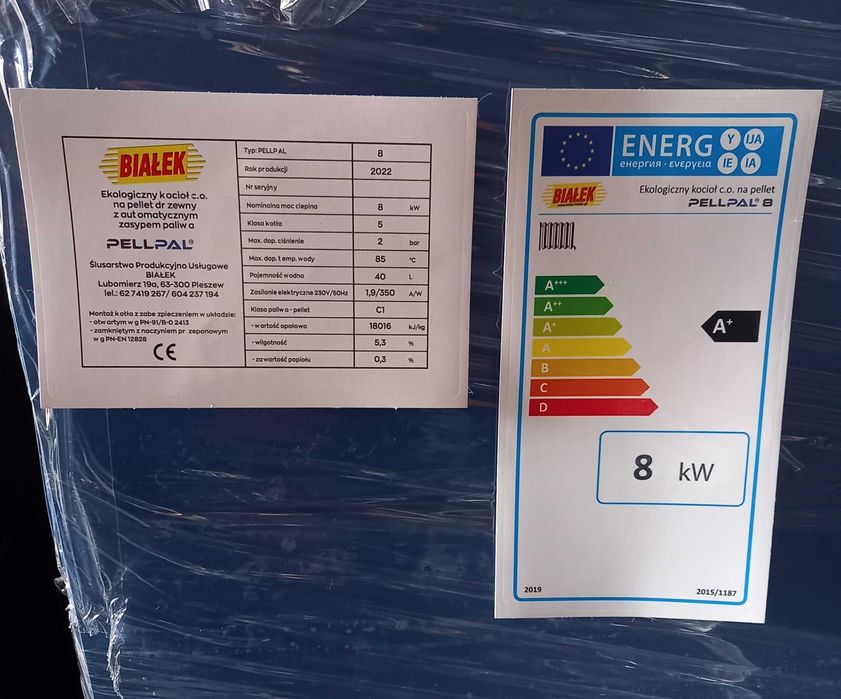 BIAŁEK
Ekologiczny kocioł c.o.
na pellet drzewny
z automatycznym
zasypem paliwa
PELLPAL®
Ślusarstwo Produkcyjno Usługowe
BIAŁEK
Lubomierz 19a, 63-300 Pleszew
tel.: 62 7419 267/ 604 237 194
Montaż kotła z zabezpieczeniem w układzie:
- otwartym wg PN-91/B-O 2413
- zamkniętym z naczyniem przeponowym
wg PN-EN 12828
CE
Typ: PELLPAL 8
Rok produkcji 2022
Nr seryjny
Nominalna moc cieplna 8 kW
Klasa kotła 5
Max. dop. ciśnienie 2 bar
Max. dop. temp. wody 85 °C
Pojemność wodna 40 L
Zasilanie elektryczne 230V/50Hz 1,9/350 A/W
Klasa paliwa - pellet C1
- wartość opałowa 18016 kJ/kg
- wilgotność 5,3 %
- zawartość popiołu 0,3 %
ENERG Y IJA
енергия · ενεργεια IE IA
BIAŁEK
Ekologiczny kocioł c.o. na pellet
PELLPAL® 8
A+++
A++
A+
A
B
C
D
A+
8 kW
2019
2015/1187